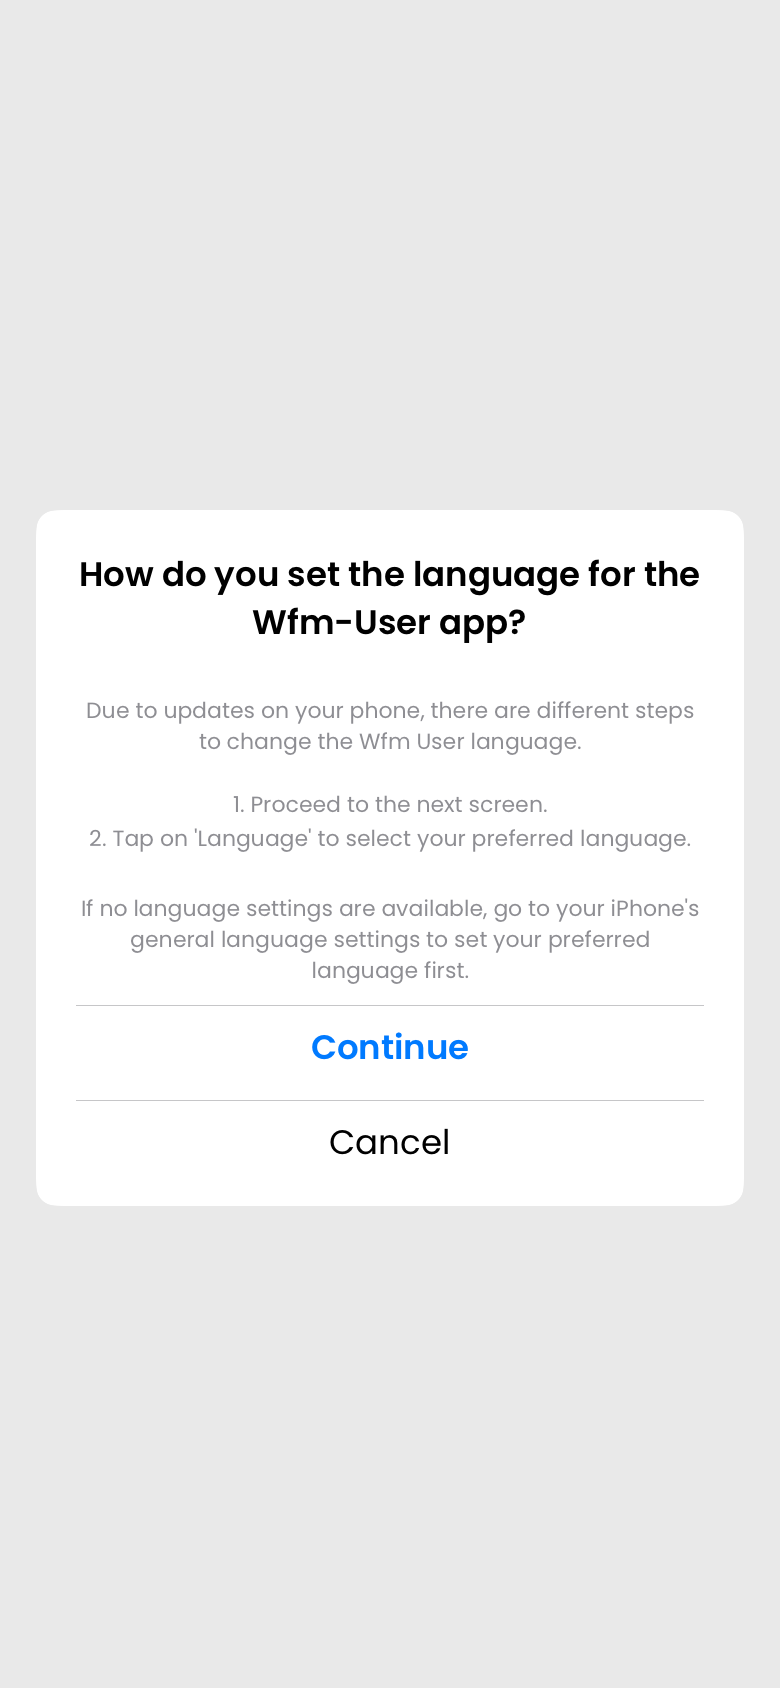 How do you set the language for the
Wfm-User app?
Due to updates on your phone, there are different steps
to change the Wfm User language.
1. Proceed to the next screen.
2. Tap on 'Language' to select your preferred language.
If no language settings are available, go to your iPhone's
general language settings to set your preferred
language first.
Continue
Cancel